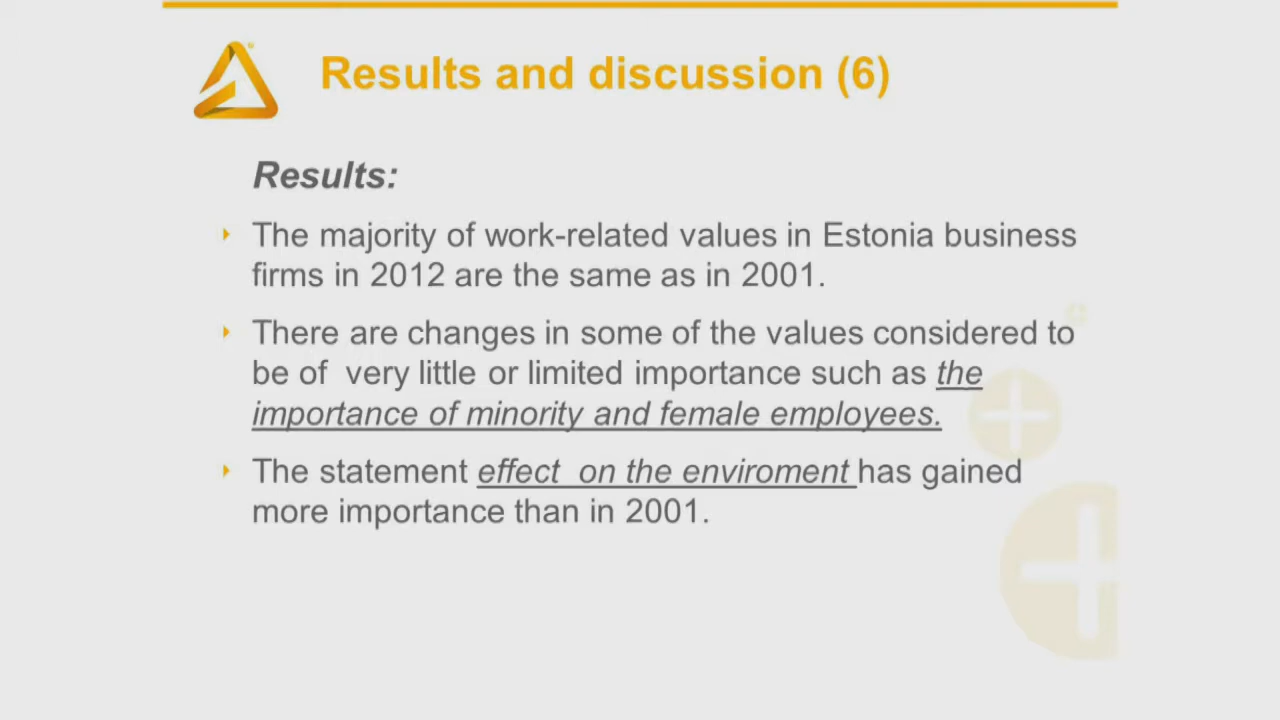 Results and discussion (6)
Results:
The majority of work-related values in Estonia business
firms in 2012 are the same as in 2001.
There are changes in some of the values considered to
be of very little or limited importance such as the
importance of minority and female employees.
The statement effect on the enviroment has gained
more importance than in 2001.